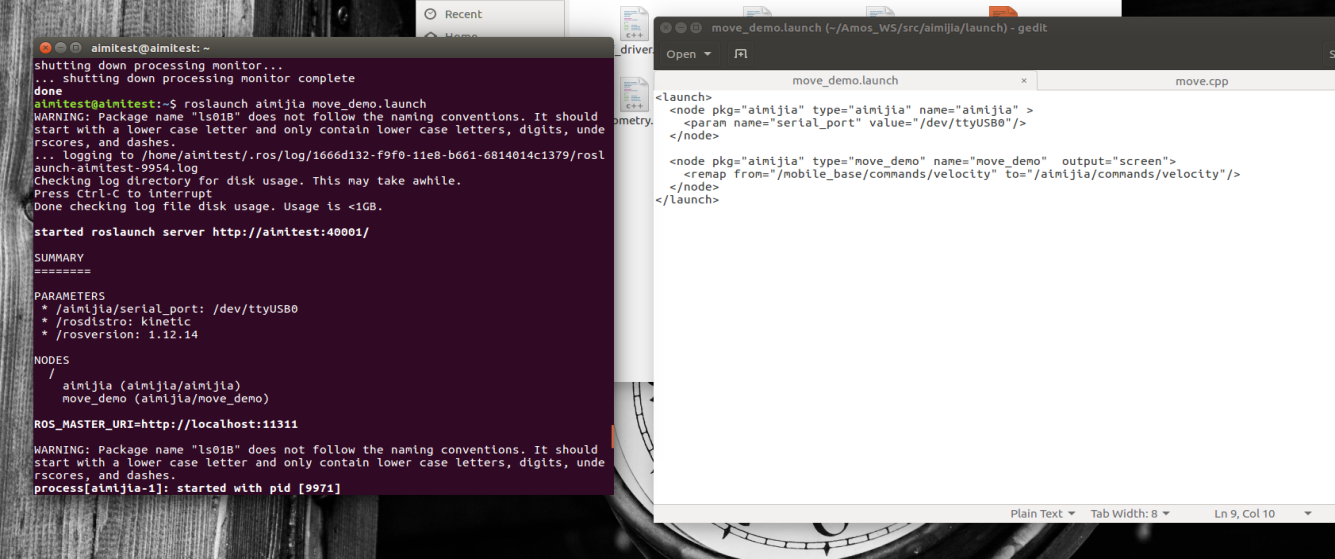 Recent
Home
C++
_driver.
C++
ometry.
aimitest@aimitest: ~
shutting down processing monitor...
... shutting down processing monitor complete
done
aimitest@aimitest:~$ roslaunch aimijia move_demo.launch
WARNING: Package name "ls01B" does not follow the naming conventions. It should
start with a lower case letter and only contain lower case letters, digits, unde
rscores, and dashes.
... logging to /home/aimitest/.ros/log/1666d132-f9f0-11e8-b661-6814014c1379/rosl
aunch-aimitest-9954.log
Checking log directory for disk usage. This may take awhile.
Press Ctrl-C to interrupt
Done checking log file disk usage. Usage is <1GB.
started roslaunch server http://aimitest:40001/
SUMMARY
========
PARAMETERS
* /aimijia/serial_port: /dev/ttyUSB0
* /rosdistro: kinetic
* /rosversion: 1.12.14
NODES
/
aimijia (aimijia/aimijia)
move_demo (aimijia/move_demo)
ROS_MASTER_URI=http://localhost:11311
WARNING: Package name "ls01B" does not follow the naming conventions. It should
start with a lower case letter and only contain lower case letters, digits, unde
rscores, and dashes.
process[aimijia-1]: started with pid [9971]
move_demo.launch (~/Amos_WS/src/aimijia/launch) - gedit
Open
S
move_demo.launch × move.cpp
<launch>
<node pkg="aimijia" type="aimijia" name="aimijia" >
<param name="serial_port" value="/dev/ttyUSB0"/>
</node>
<node pkg="aimijia" type="move_demo" name="move_demo"  output="screen">
<remap from="/mobile_base/commands/velocity" to="/aimijia/commands/velocity"/>
</node>
</launch>
Plain Text Tab Width: 8 Ln 9, Col 10